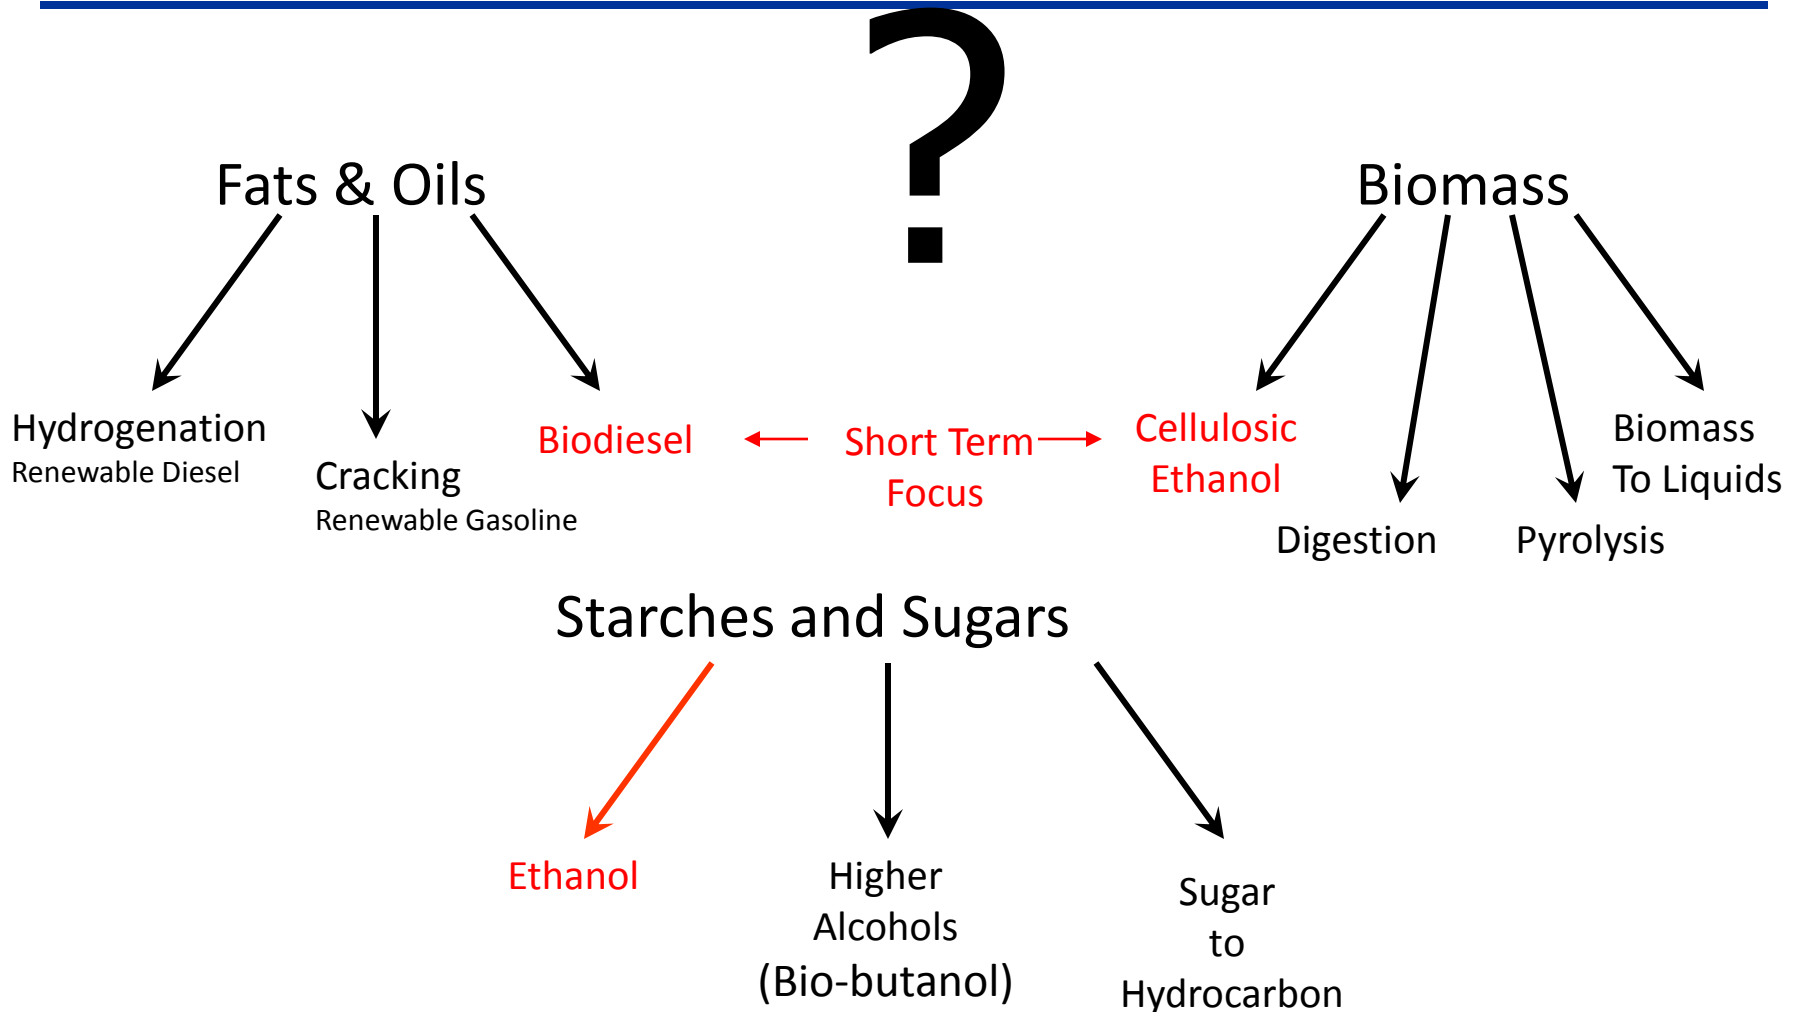 ?
Fats & Oils
Biomass
Hydrogenation
Renewable Diesel
Cracking
Renewable Gasoline
Biodiesel
Short Term
Focus
Cellulosic
Ethanol
Digestion
Pyrolysis
Biomass
To Liquids
Starches and Sugars
Ethanol
Higher
Alcohols
(Bio-butanol)
Sugar
to
Hydrocarbon